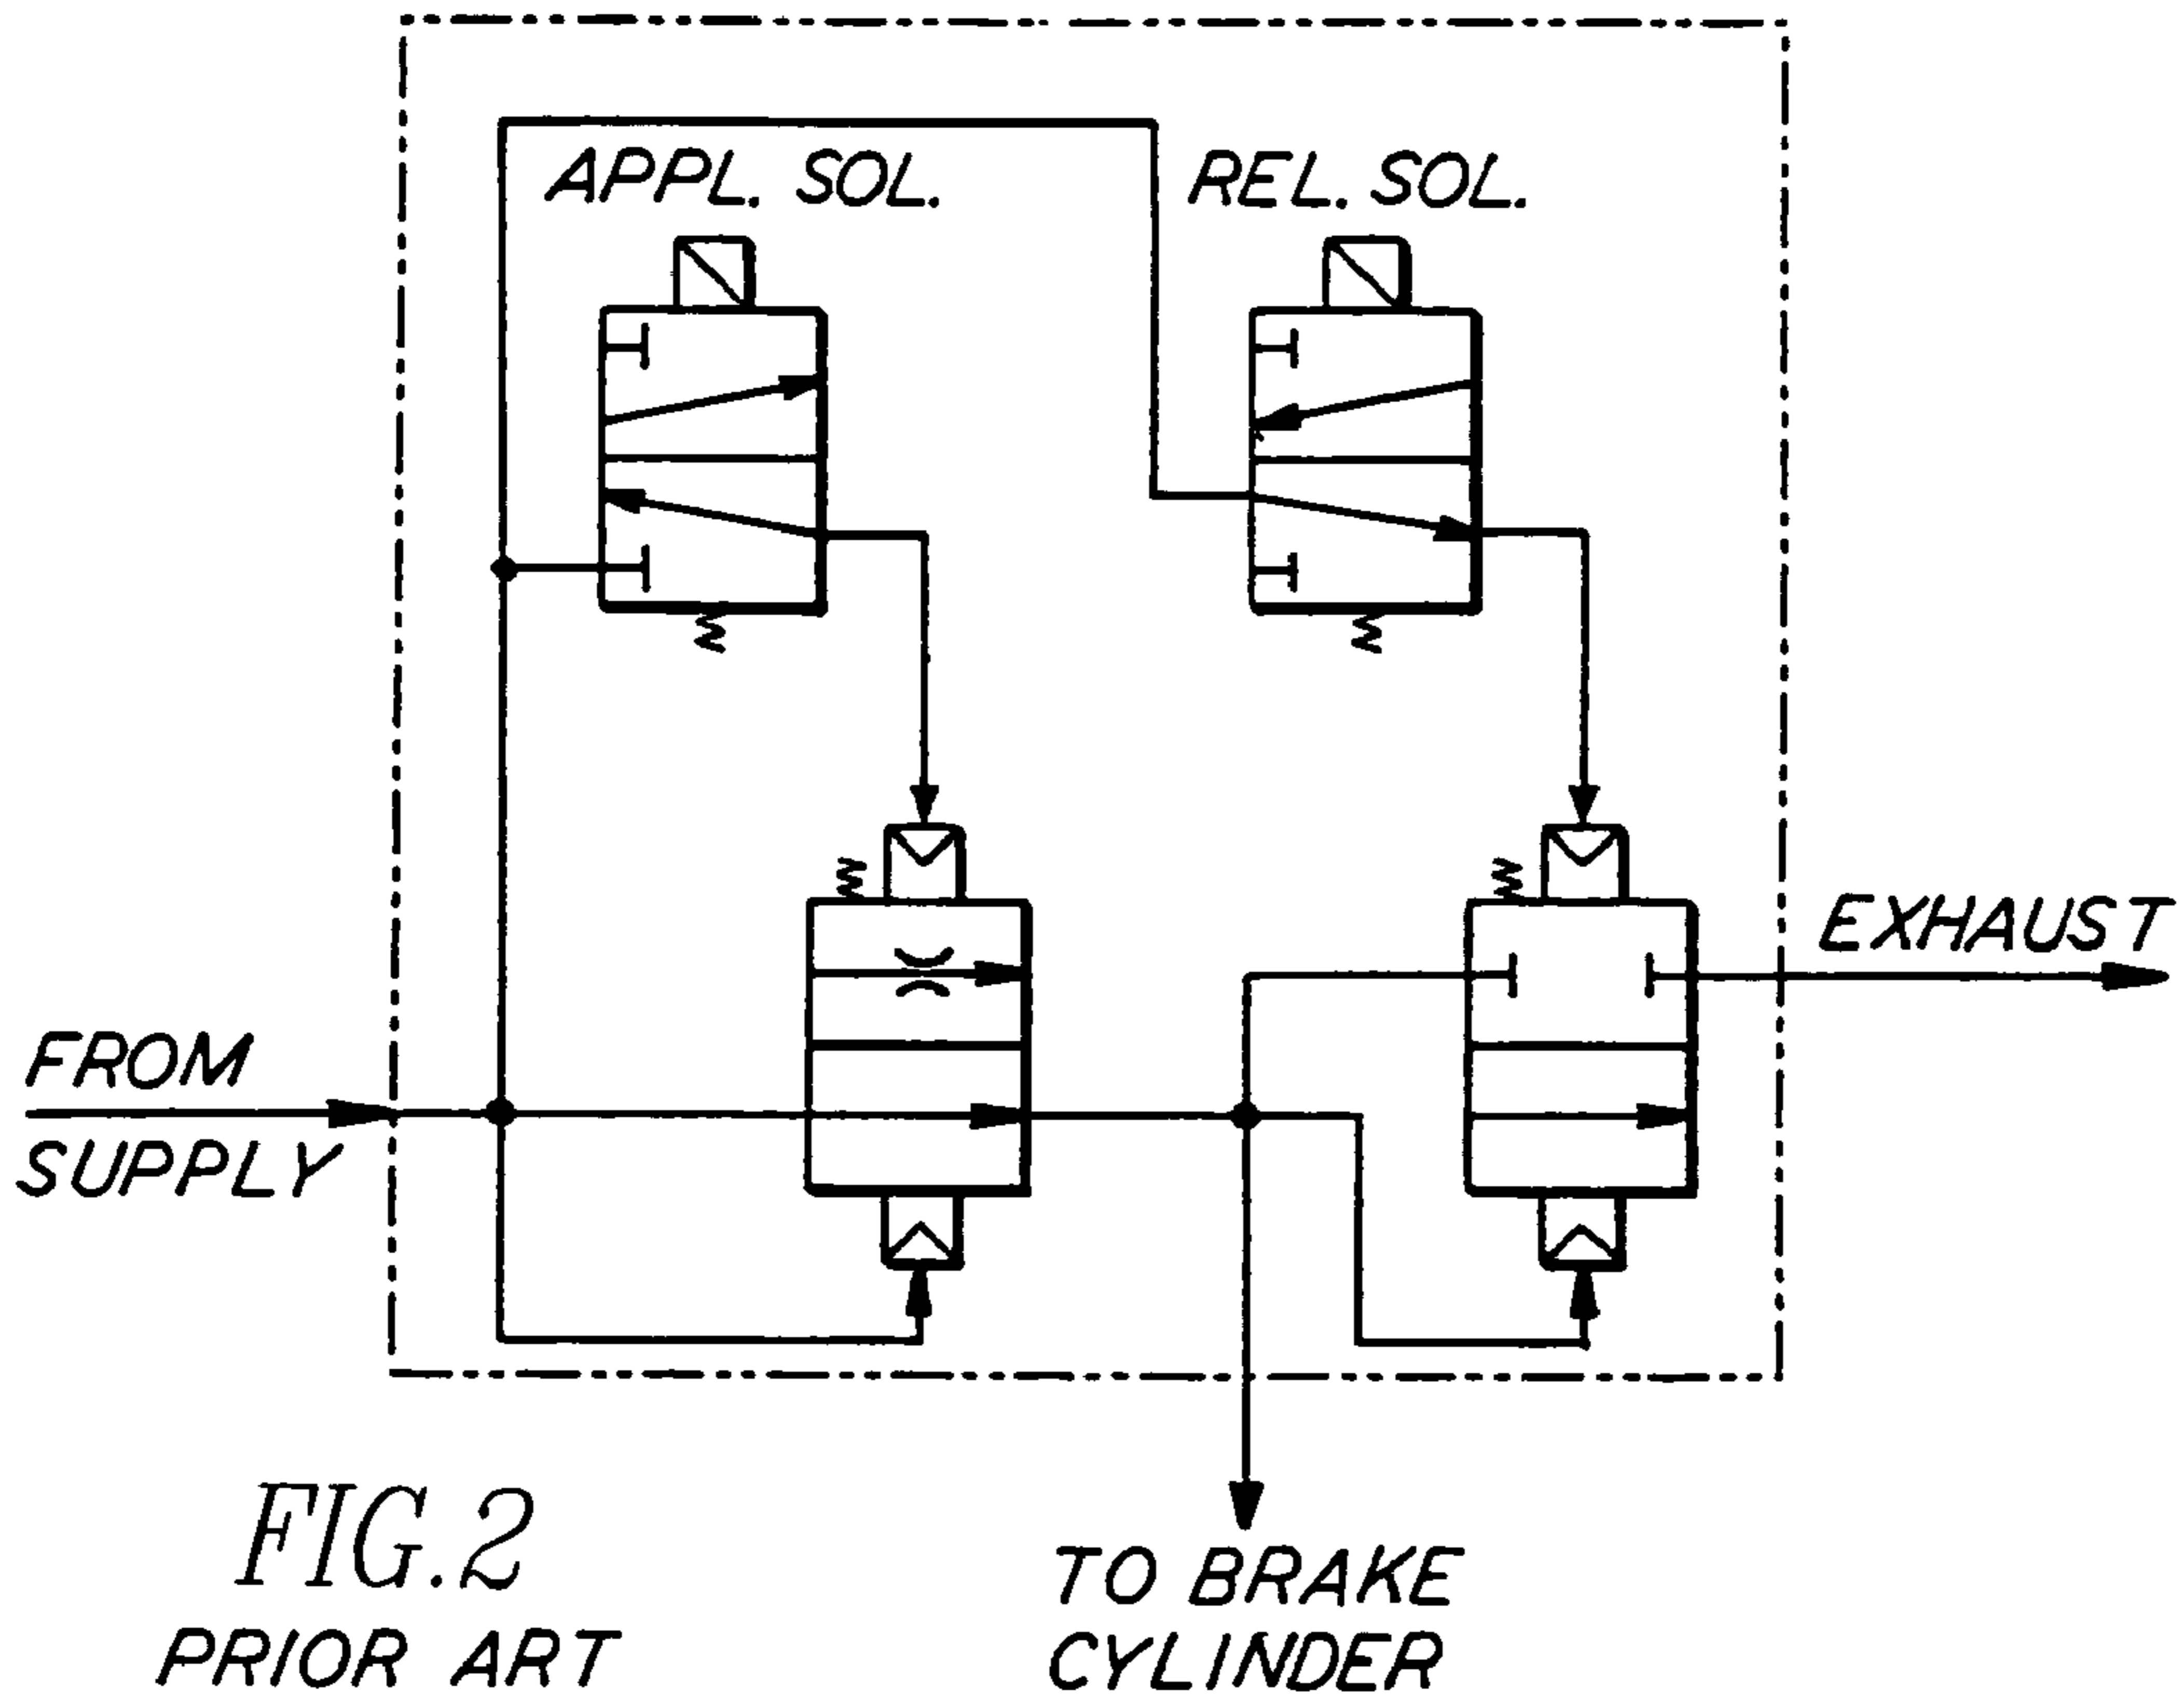 APPL. SOL.
REL. SOL.
EXHAUST
FROM
SUPPLY
FIG. 2
PRIOR ART
TO BRAKE
CYLINDER